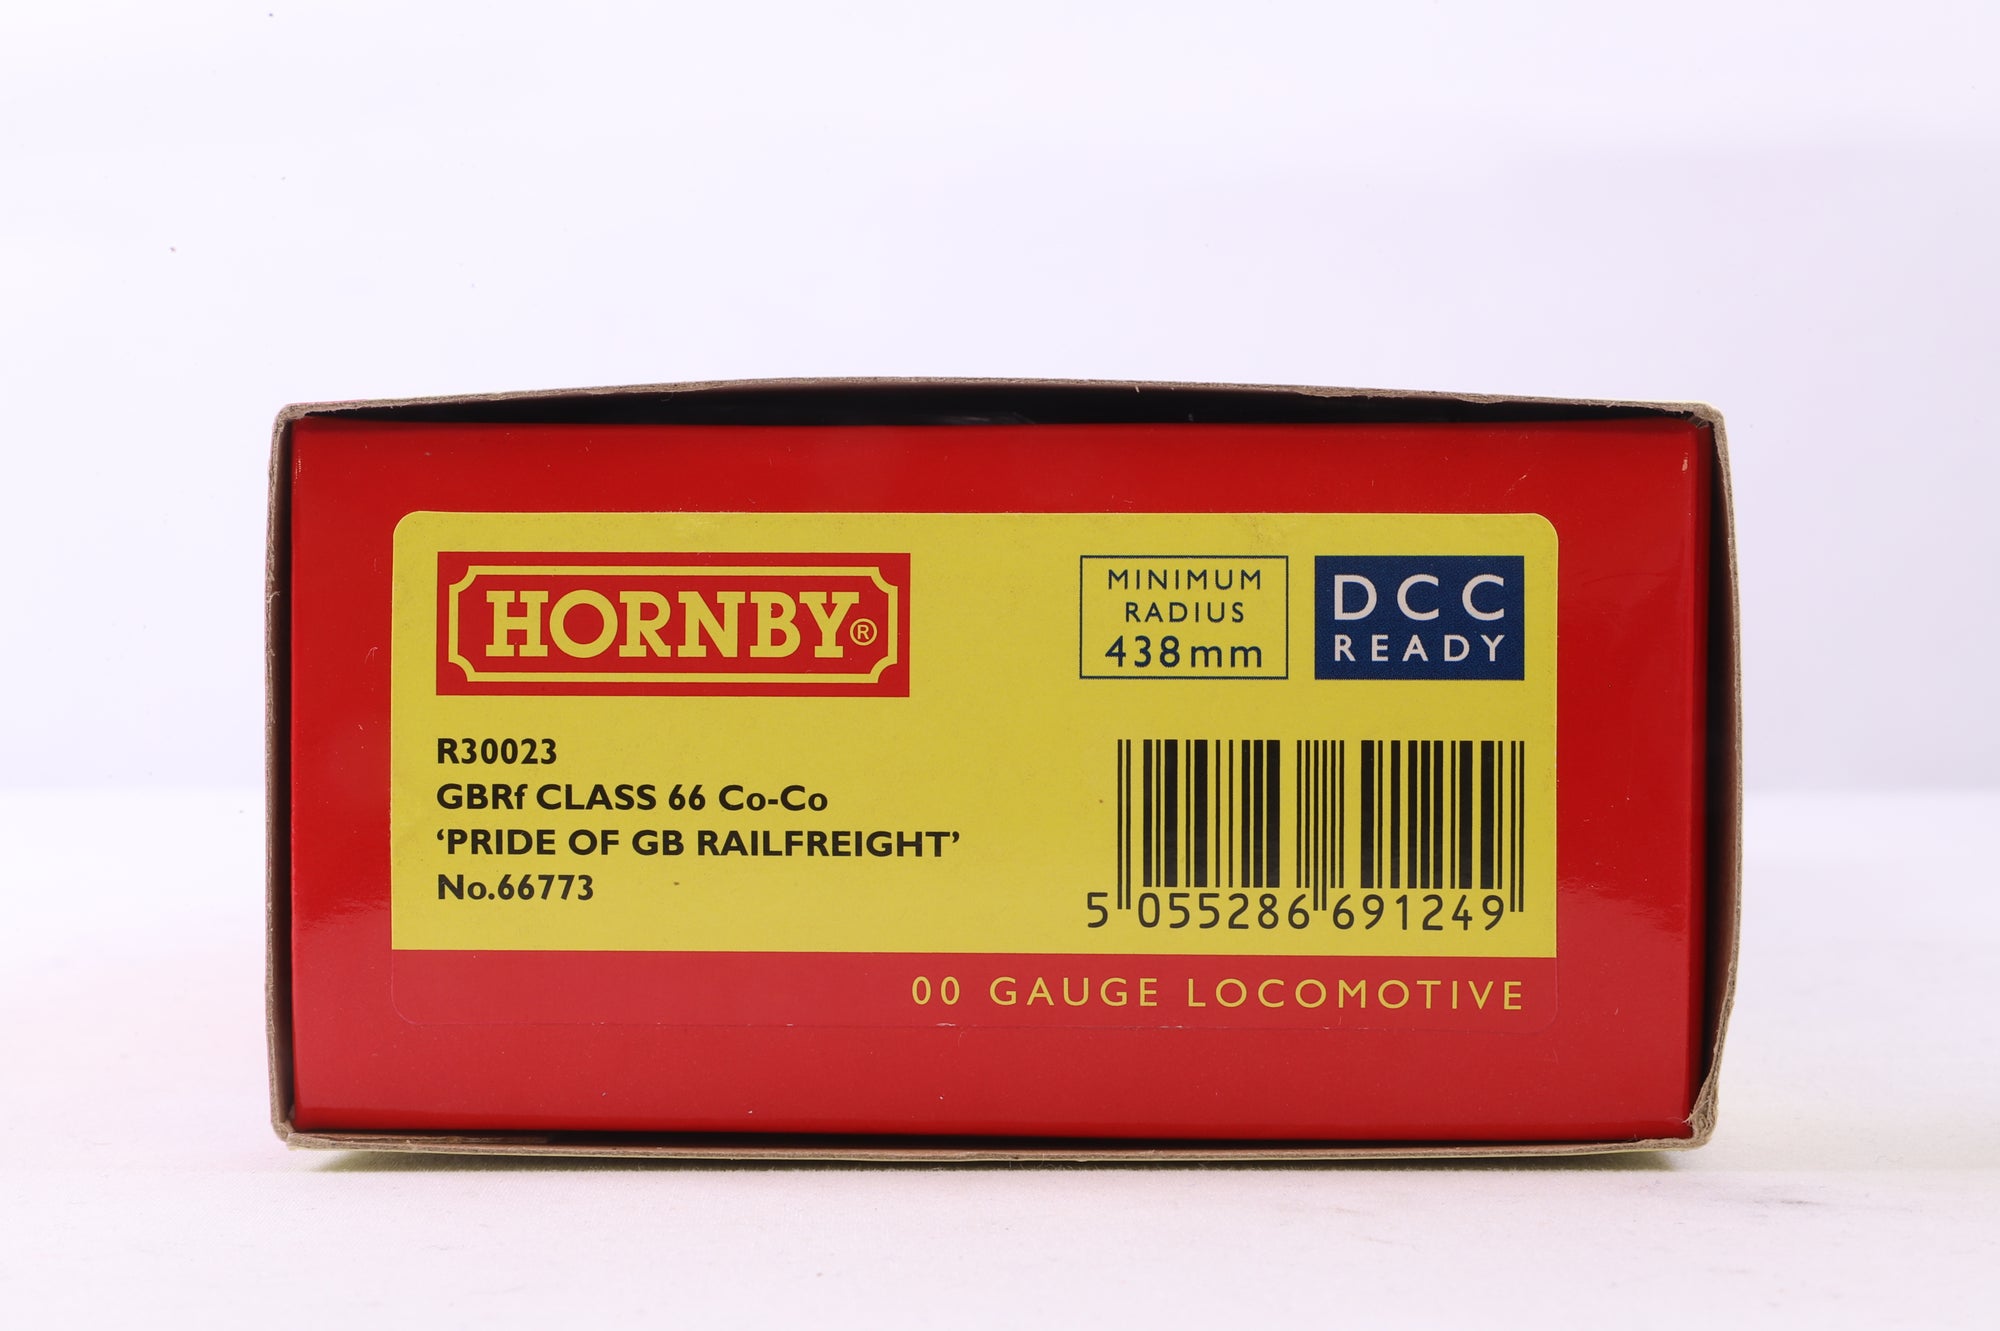 HORNBY®
MINIMUM
RADIUS
438mm
DCC
READY
R30023
GBRf CLASS 66 Co-Co
‘PRIDE OF GB RAILFREIGHT’
No.66773
5 055286 691249
00 GAUGE LOCOMOTIVE